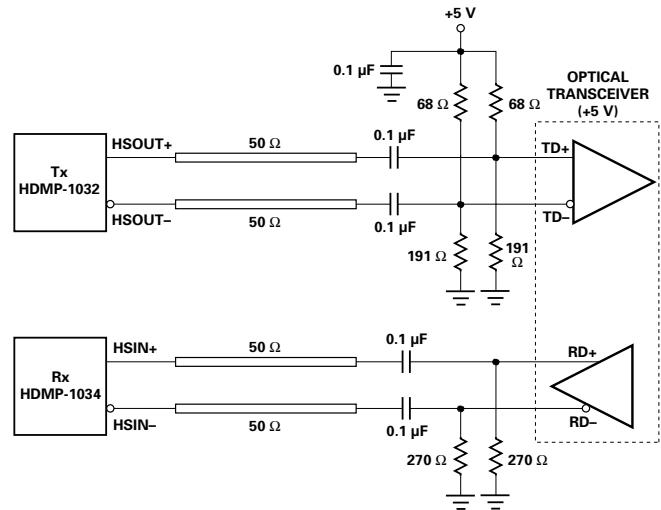 +5 V
0.1 µF
68 Ω
68 Ω
OPTICAL
TRANSCEIVER
(+5 V)
Tx
HDMP-1032
HSOUT+
50 Ω
0.1 µF
TD+
HSOUT–
50 Ω
0.1 µF
TD–
191 Ω
191
Ω
Rx
HDMP-1034
HSIN+
50 Ω
0.1 µF
RD+
HSIN–
50 Ω
0.1 µF
RD–
270 Ω
270 Ω